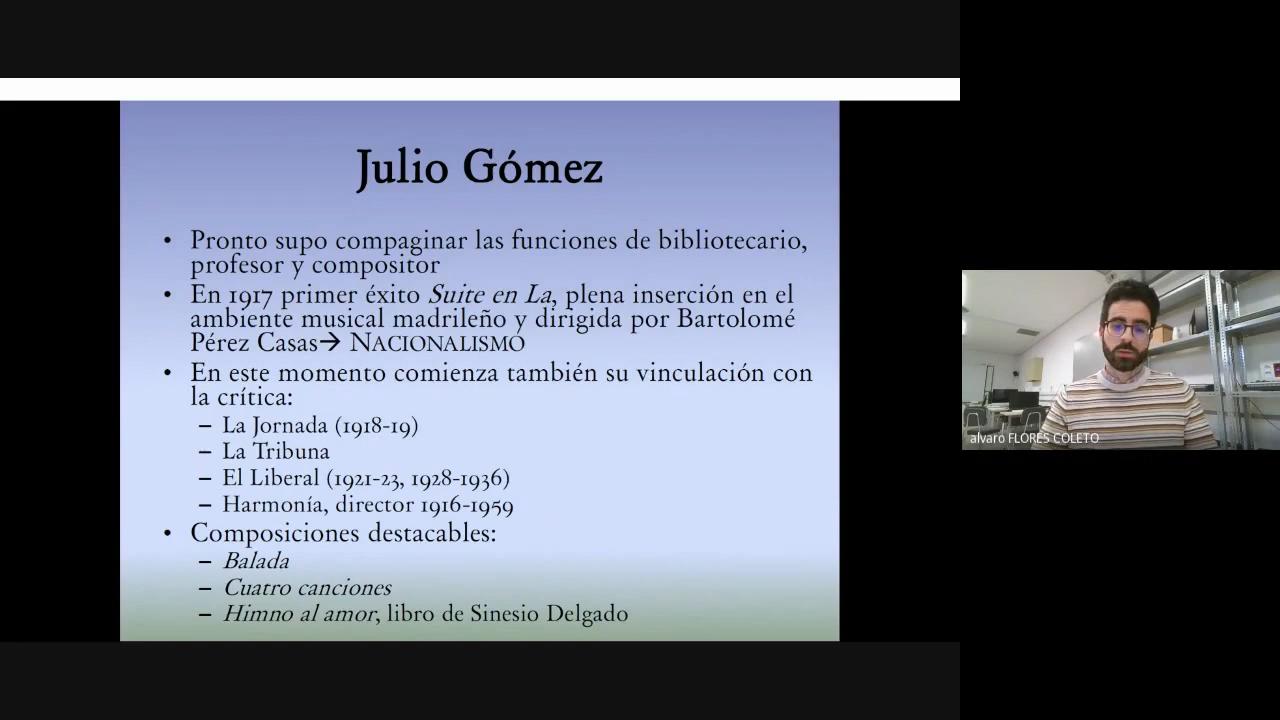 Julio Gómez
• Pronto supo compaginar las funciones de bibliotecario,
profesor y compositor
• En 1917 primer éxito Suite en La, plena inserción en el
ambiente musical madrileño y dirigida por Bartolomé
Pérez Casas→ NACIONALISMO
• En este momento comienza también su vinculación con
la crítica:
– La Jornada (1918-19)
– La Tribuna
– El Liberal (1921-23, 1928-1936)
– Harmonía, director 1916-1959
• Composiciones destacables:
– Balada
– Cuatro canciones
– Himno al amor, libro de Sinesio Delgado
alvaro FLORES COLETO